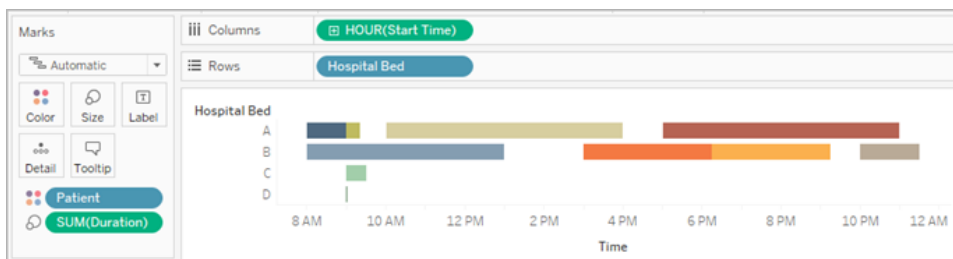 Marks
Automatic
Color Size Label
Detail Tooltip
Patient
SUM(Duration)
Columns HOUR(Start Time)
Rows Hospital Bed
Hospital Bed
A
B
C
D
8 AM 10 AM 12 PM 2 PM 4 PM 6 PM 8 PM 10 PM 12 AM
Time